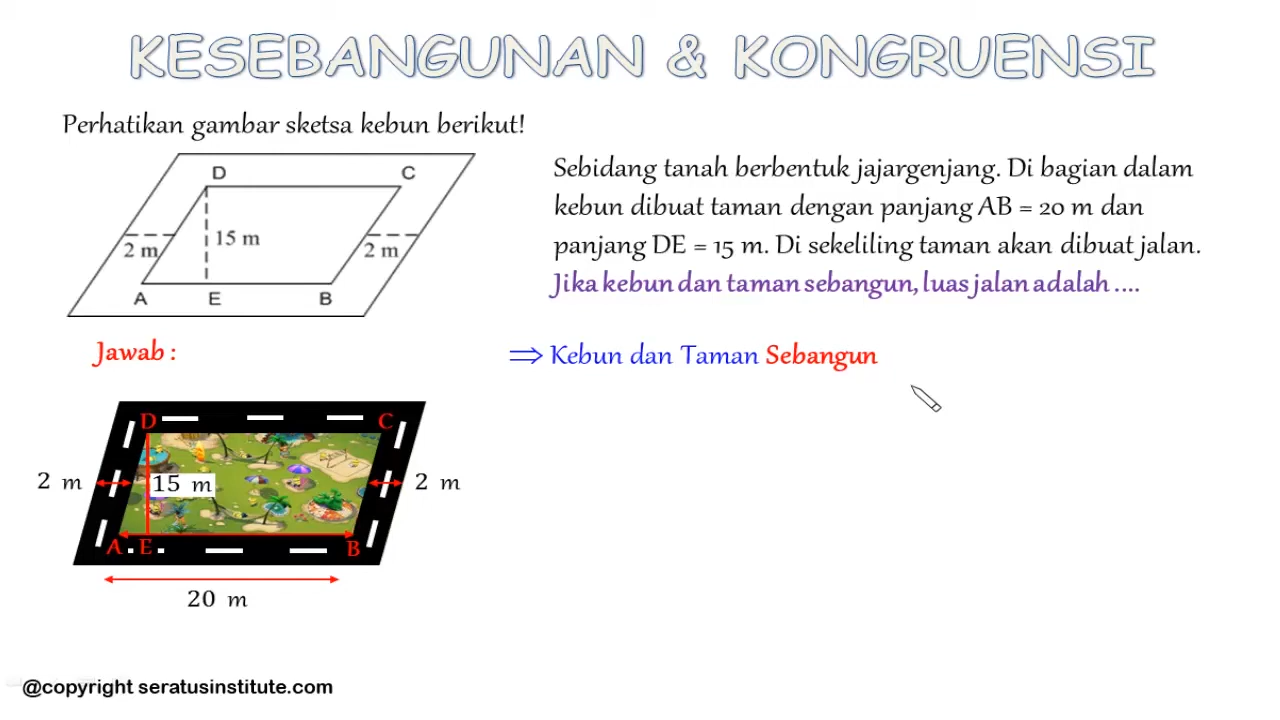 KESEBANGUNAN & KONGRUENSI
Perhatikan gambar sketsa kebun berikut!
D
C
15 m
2 m
2 m
A
E
B
Sebidang tanah berbentuk jajargenjang. Di bagian dalam
kebun dibuat taman dengan panjang AB = 20 m dan
panjang DE = 15 m. Di sekeliling taman akan dibuat jalan.
Jika kebun dan taman sebangun, luas jalan adalah ....
Jawab :
⟹ Kebun dan Taman Sebangun
D
C
2 m
15 m
2 m
A
E
B
20 m
@copyright seratusinstitute.com